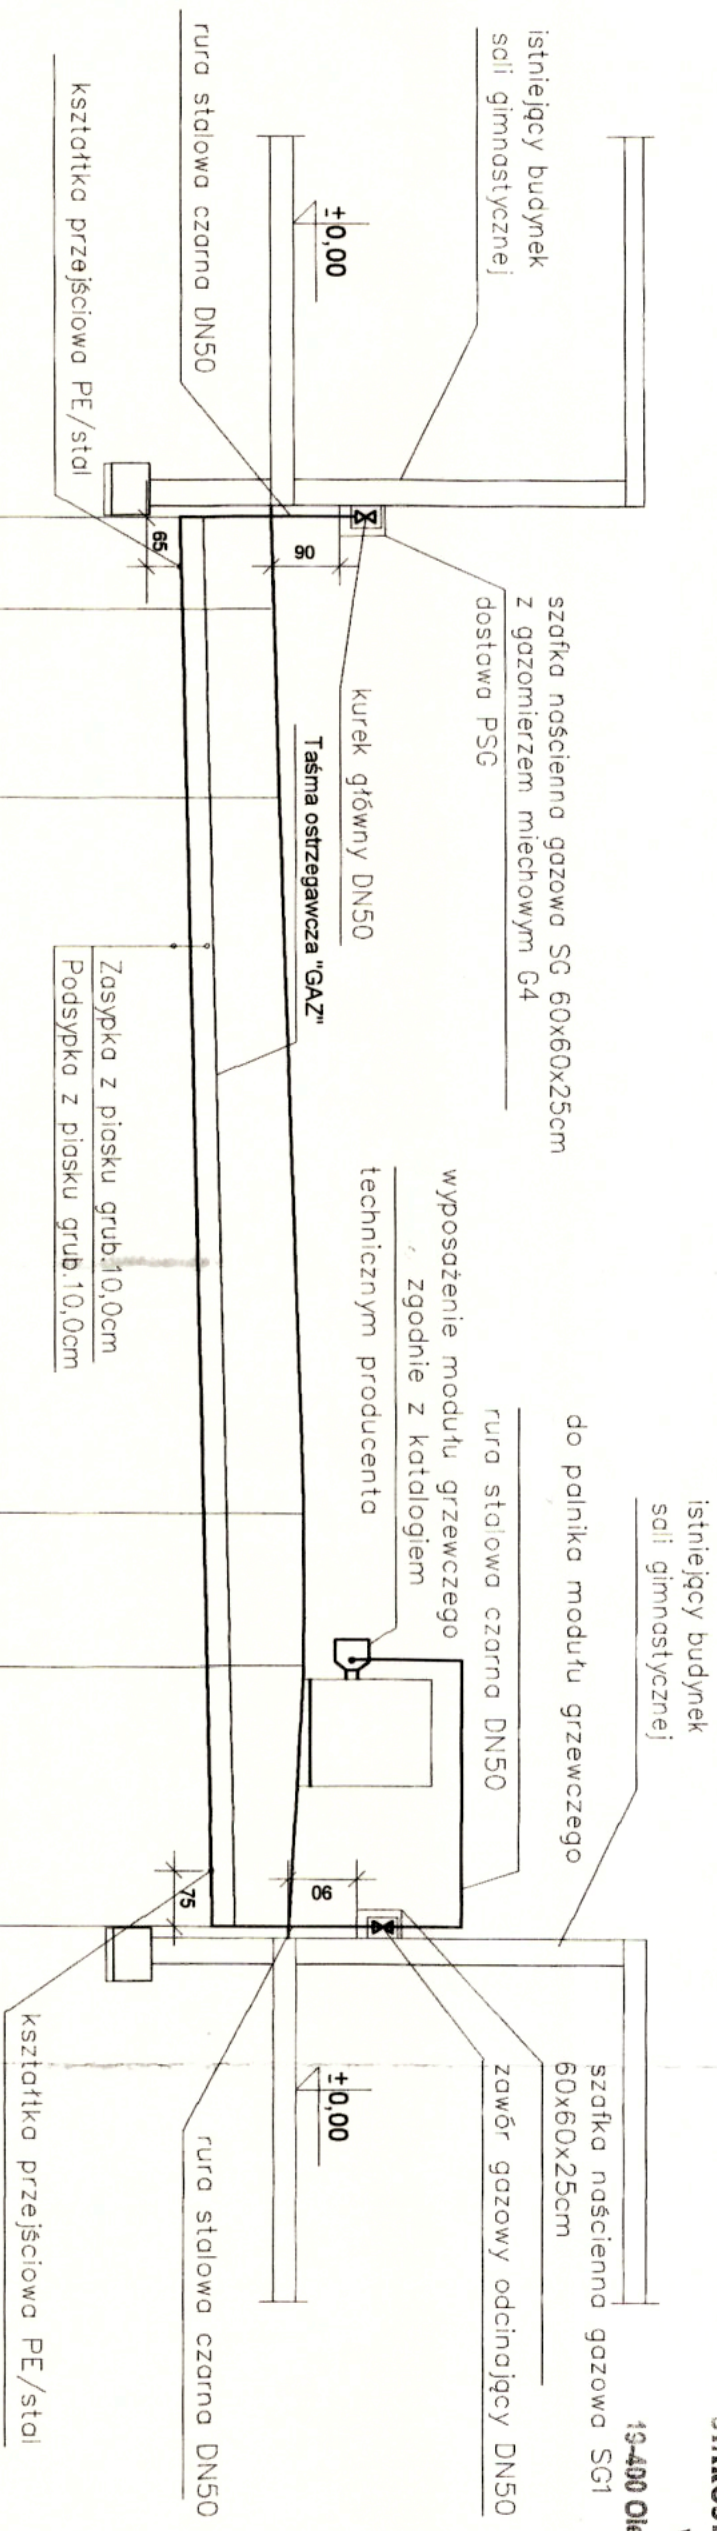 istniejący budynek
sali gimnastycznej
±0,00
rura stalowa czarna DN50
kształtka przejściowa PE/stal
65
90
szafka naścienna gazowa SG 60x60x25cm
z gazomierzem miechowym G4
dostawa PSG
kurek główny DN50
Taśma ostrzegawcza "GAZ"
Zasypka z piasku grub.10,0cm
Podsypka z piasku grub.10,0cm
wyposażenie modułu grzewczego
zgodnie z katalogiem
technicznym producenta
istniejący budynek
sali gimnastycznej
do palnika modułu grzewczego
rura stalowa czarna DN50
90
75
szafka naścienna gazowa SG1
60x60x25cm
zawór gazowy odcinający DN50
±0,00
rura stalowa czarna DN50
kształtka przejściowa PE/stal
19-400